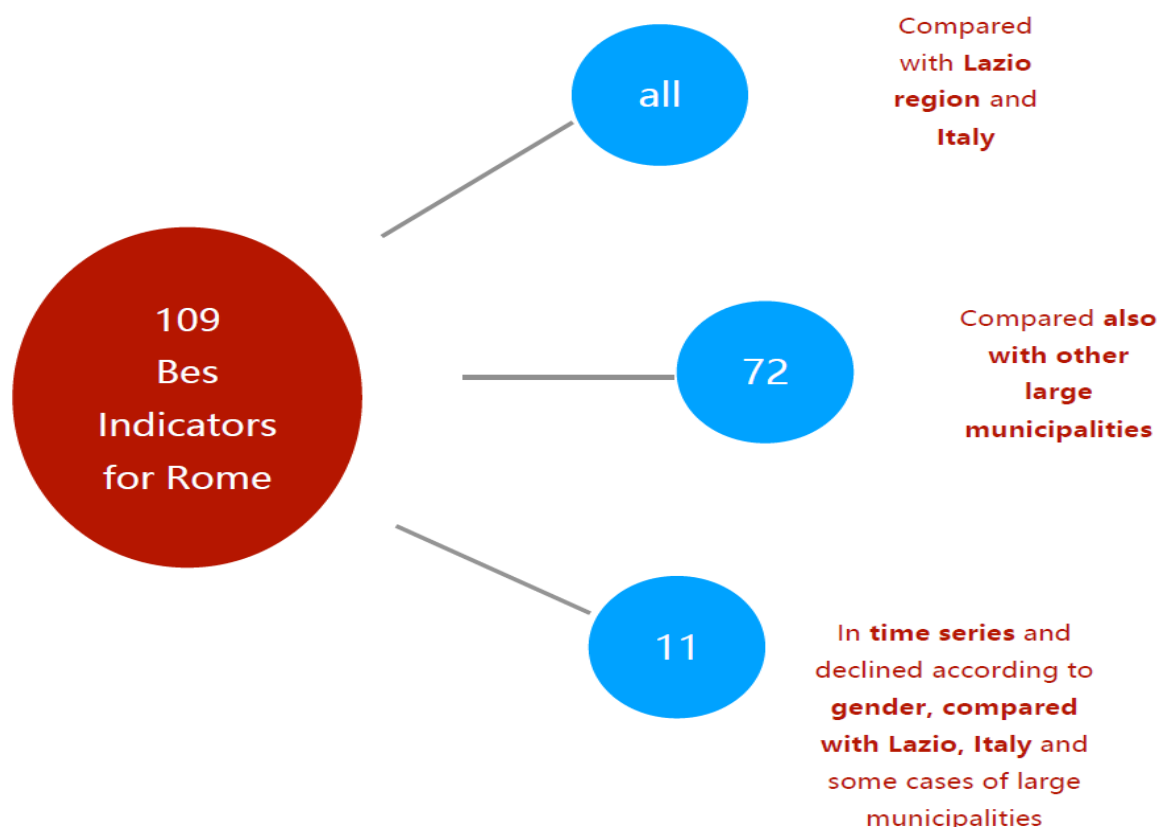 109
Bes
Indicators
for Rome
all
Compared
with Lazio
region and
Italy
72
Compared also
with other
large
municipalities
11
In time series and
declined according to
gender, compared
with Lazio, Italy and
some cases of large
municipalities